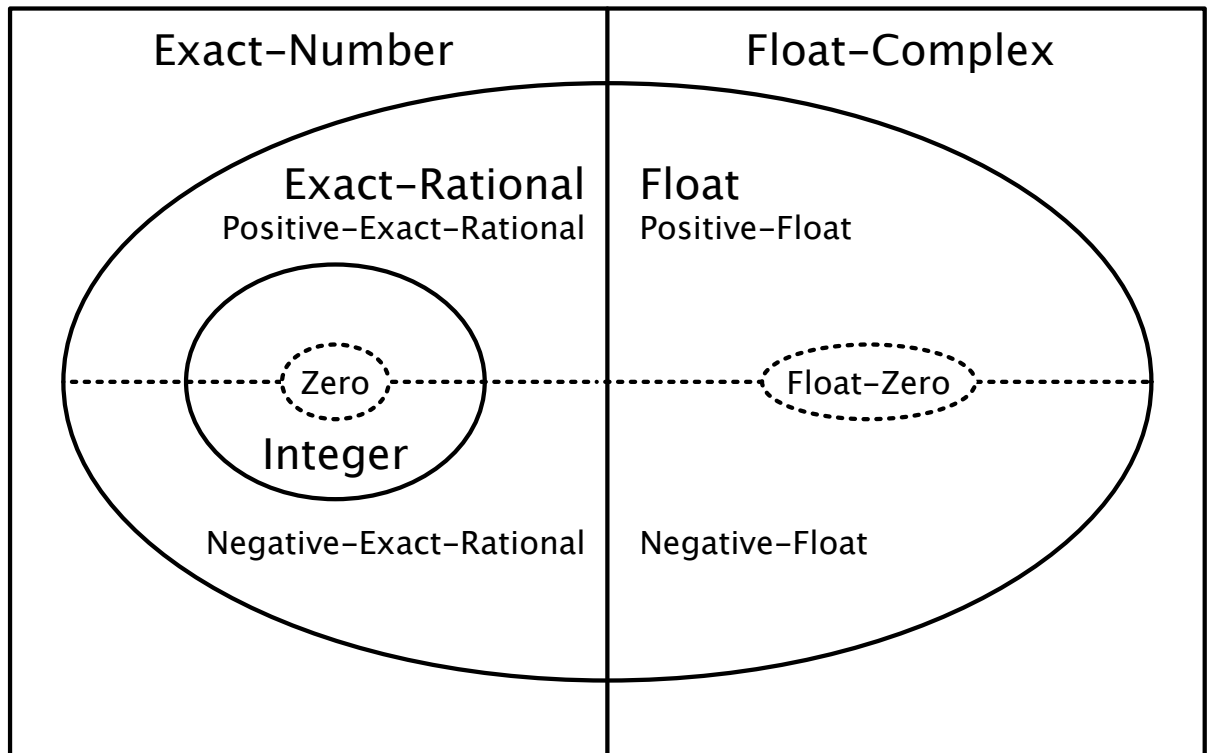 Exact–Number
Float–Complex
Exact–Rational
Float
Positive–Exact–Rational
Positive–Float
Zero
Float–Zero
Integer
Negative–Exact–Rational
Negative–Float